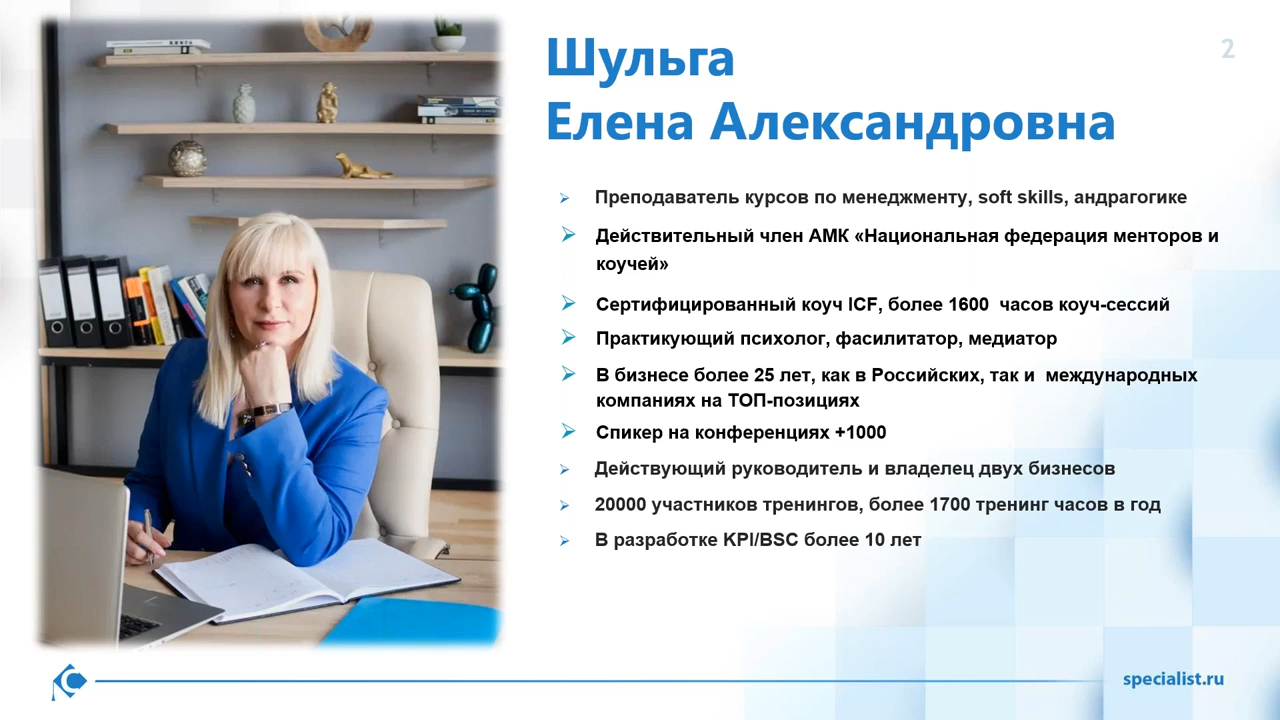 2
Шульга
Елена Александровна
Преподаватель курсов по менеджменту, soft skills, андрагогике
Действительный член АМК «Национальная федерация менторов и
коучей»
Сертифицированный коуч ICF, более 1600 часов коуч-сессий
Практикующий психолог, фасилитатор, медиатор
В бизнесе более 25 лет, как в Российских, так и международных
компаниях на ТОП-позициях
Спикер на конференциях +1000
Действующий руководитель и владелец двух бизнесов
20000 участников тренингов, более 1700 тренинг часов в год
В разработке KPI/BSC более 10 лет
specialist.ru